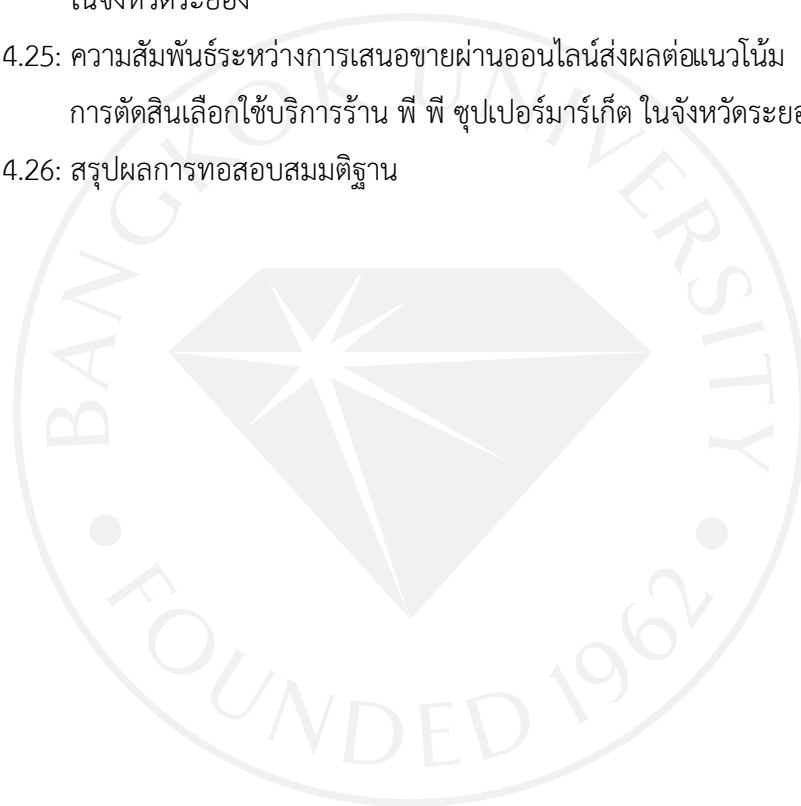 ในจังหวัดระยอง
4.25: ความสัมพันธ์ระหว่างการเสนอขายผ่านออนไลน์ส่งผลต่อแนวโน้ม
การตัดสินเลือกใช้บริการร้าน พี พี ซุปเปอร์มาร์เก็ต ในจังหวัดระยอ
4.26: สรุปผลการทอสอบสมมติฐาน
BANGKOK UNIVERSITY
FOUNDED 1962